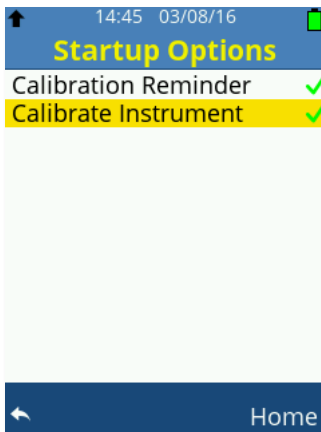 14:45 03/08/16
Startup Options
Calibration Reminder
Calibrate Instrument
Home